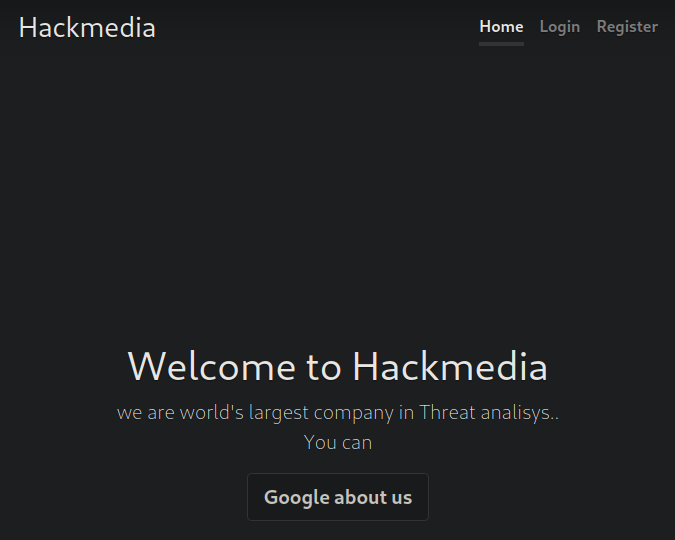 Hackmedia
Home Login Register
Welcome to Hackmedia
we are world's largest company in Threat analisys..
You can
Google about us